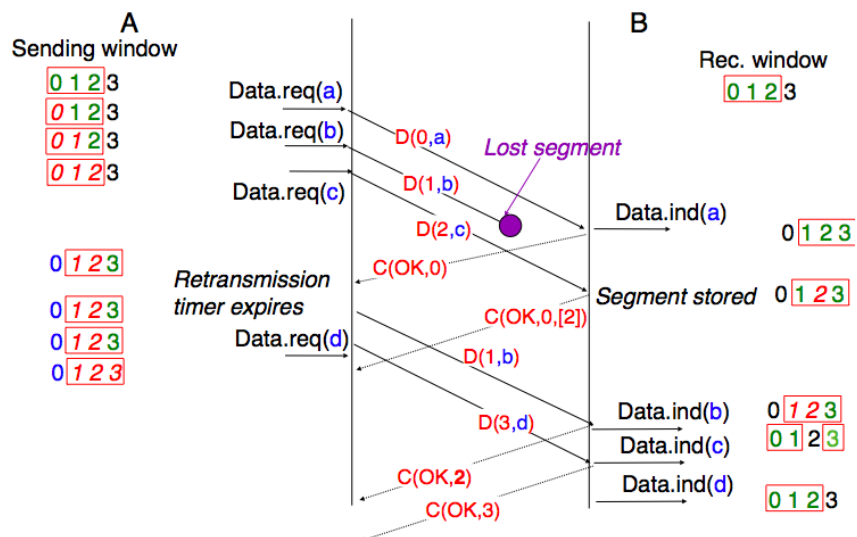 A
B
Sending window
Rec. window
0 1 2 3
0 1 2 3
0 1 2 3
0 1 2 3
0 1 2 3
Data.req(a)
Data.req(b)
Data.req(c)
D(0,a)
Lost segment
D(1,b)
D(2,c)
Data.ind(a)
0 1 2 3
C(OK,0)
0 1 2 3
Retransmission
timer expires
Segment stored
0 1 2 3
C(OK,0,[2])
0 1 2 3
0 1 2 3
0 1 2 3
Data.req(d)
D(1,b)
D(3,d)
Data.ind(b)
0 1 2 3
Data.ind(c)
0 1 2 3
C(OK,2)
Data.ind(d)
0 1 2 3
C(OK,3)